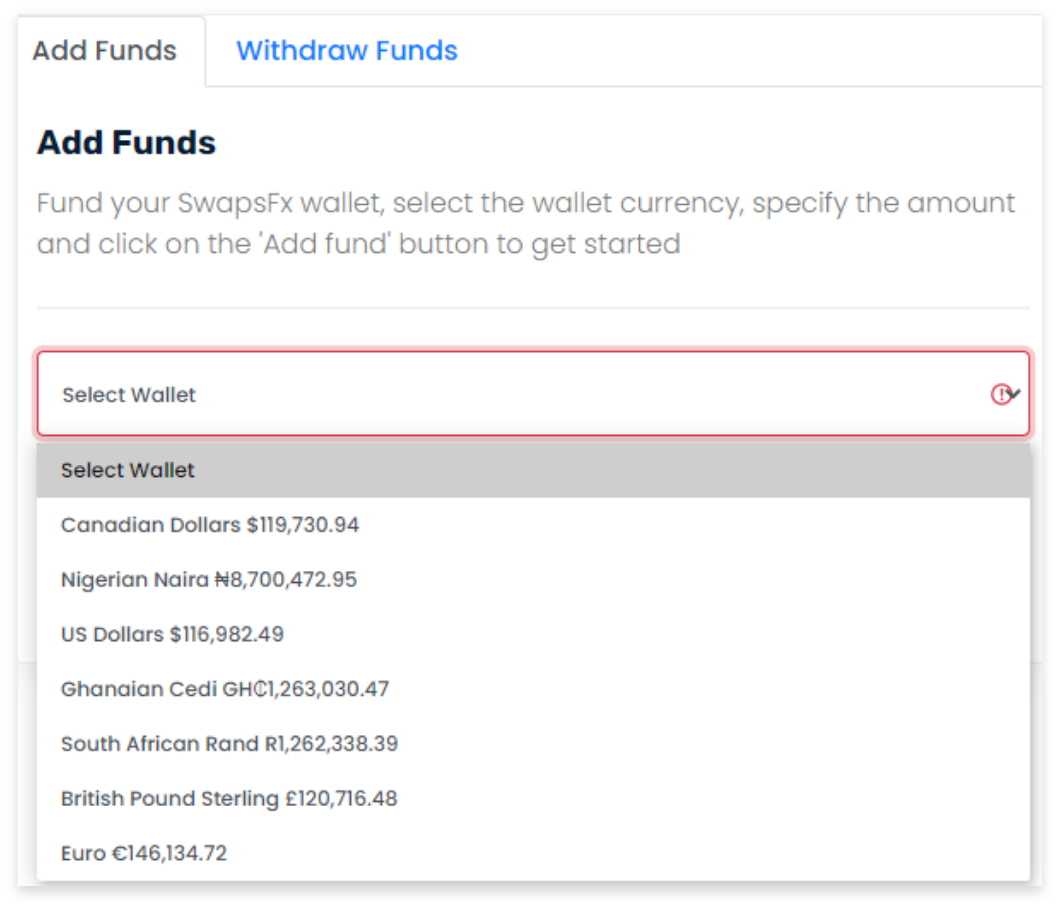 Add Funds
Withdraw Funds
Add Funds
Fund your SwapsFx wallet, select the wallet currency, specify the amount
and click on the 'Add fund' button to get started
Select Wallet
Select Wallet
Canadian Dollars $119,730.94
Nigerian Naira ₦8,700,472.95
US Dollars $116,982.49
Ghanaian Cedi GH₵1,263,030.47
South African Rand R1,262,338.39
British Pound Sterling £120,716.48
Euro €146,134.72